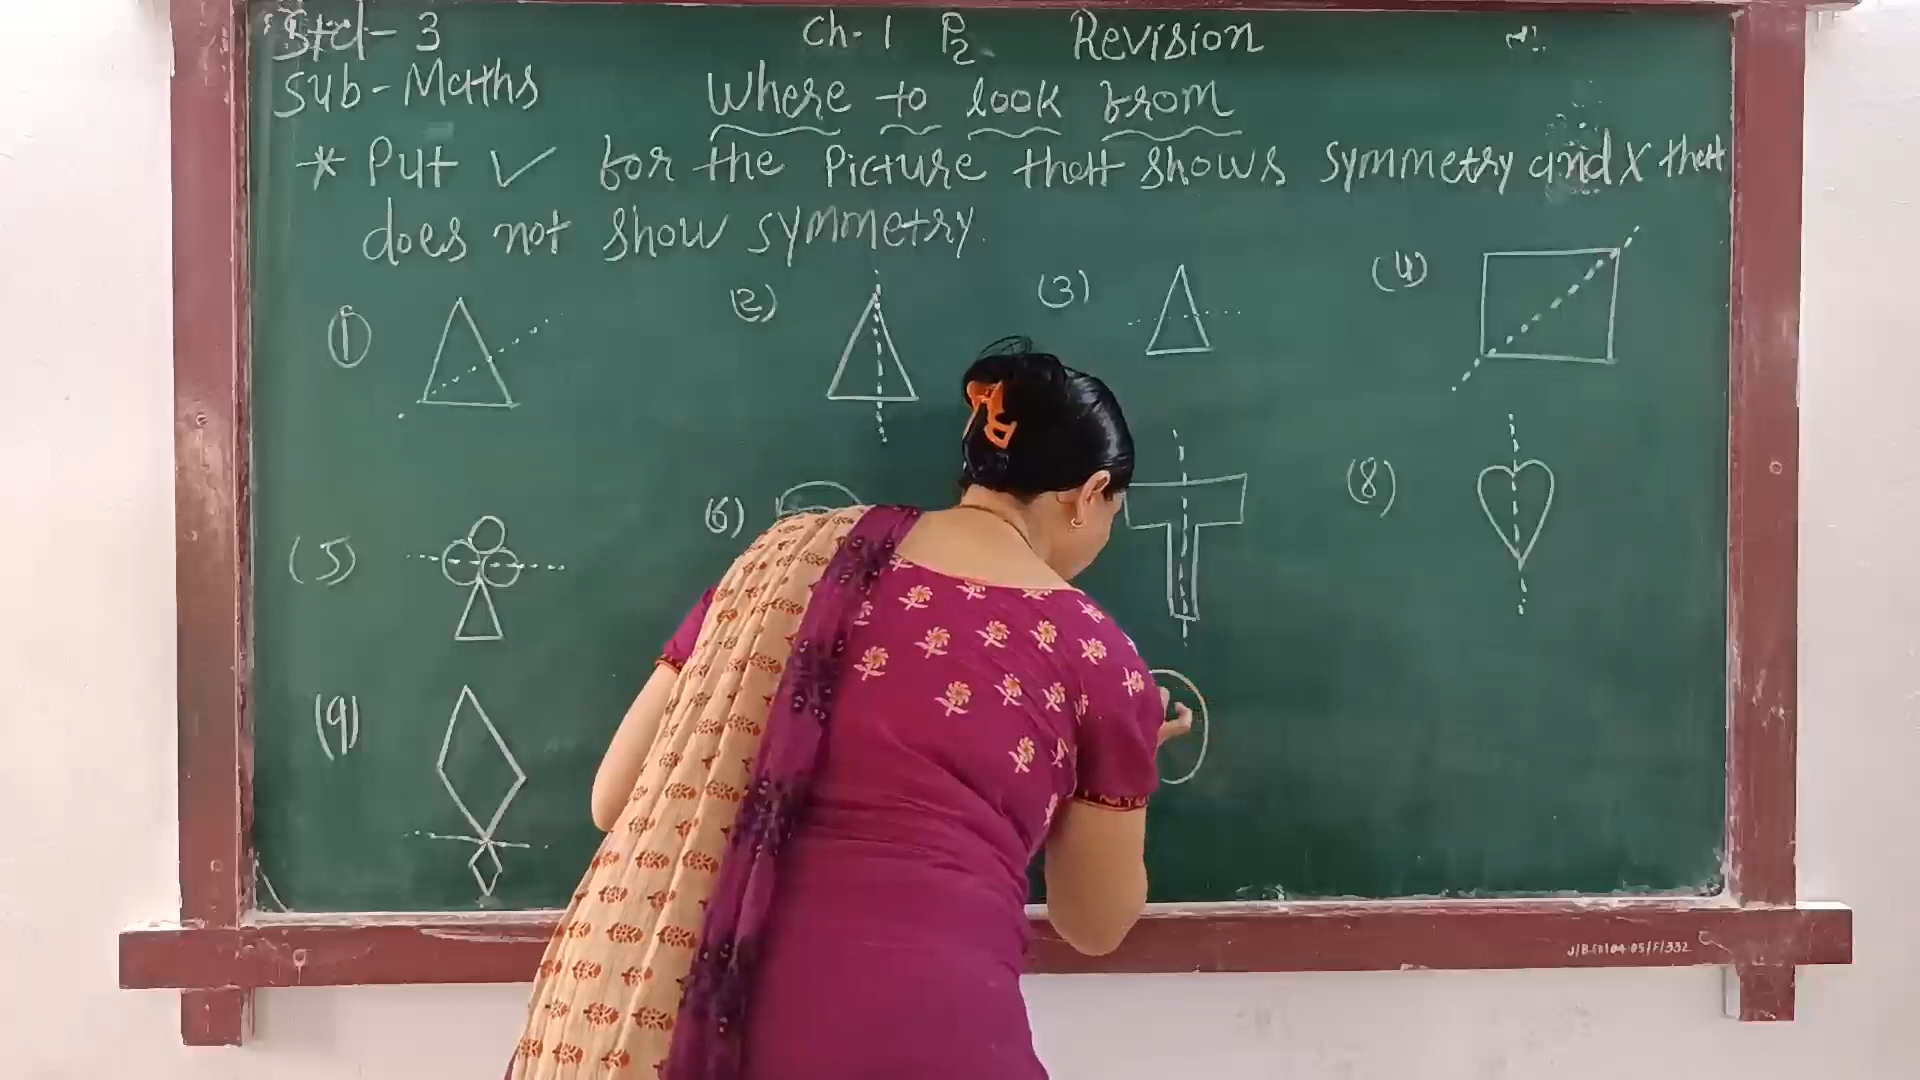 Std - 3
Ch-1 P2 Revision
Sub - Maths
Where to look from
* Put ✓ for the Picture that shows symmetry and X that
does not show symmetry.
(1)
(2)
(3)
(4)
(5)
(6)
(8)
(9)